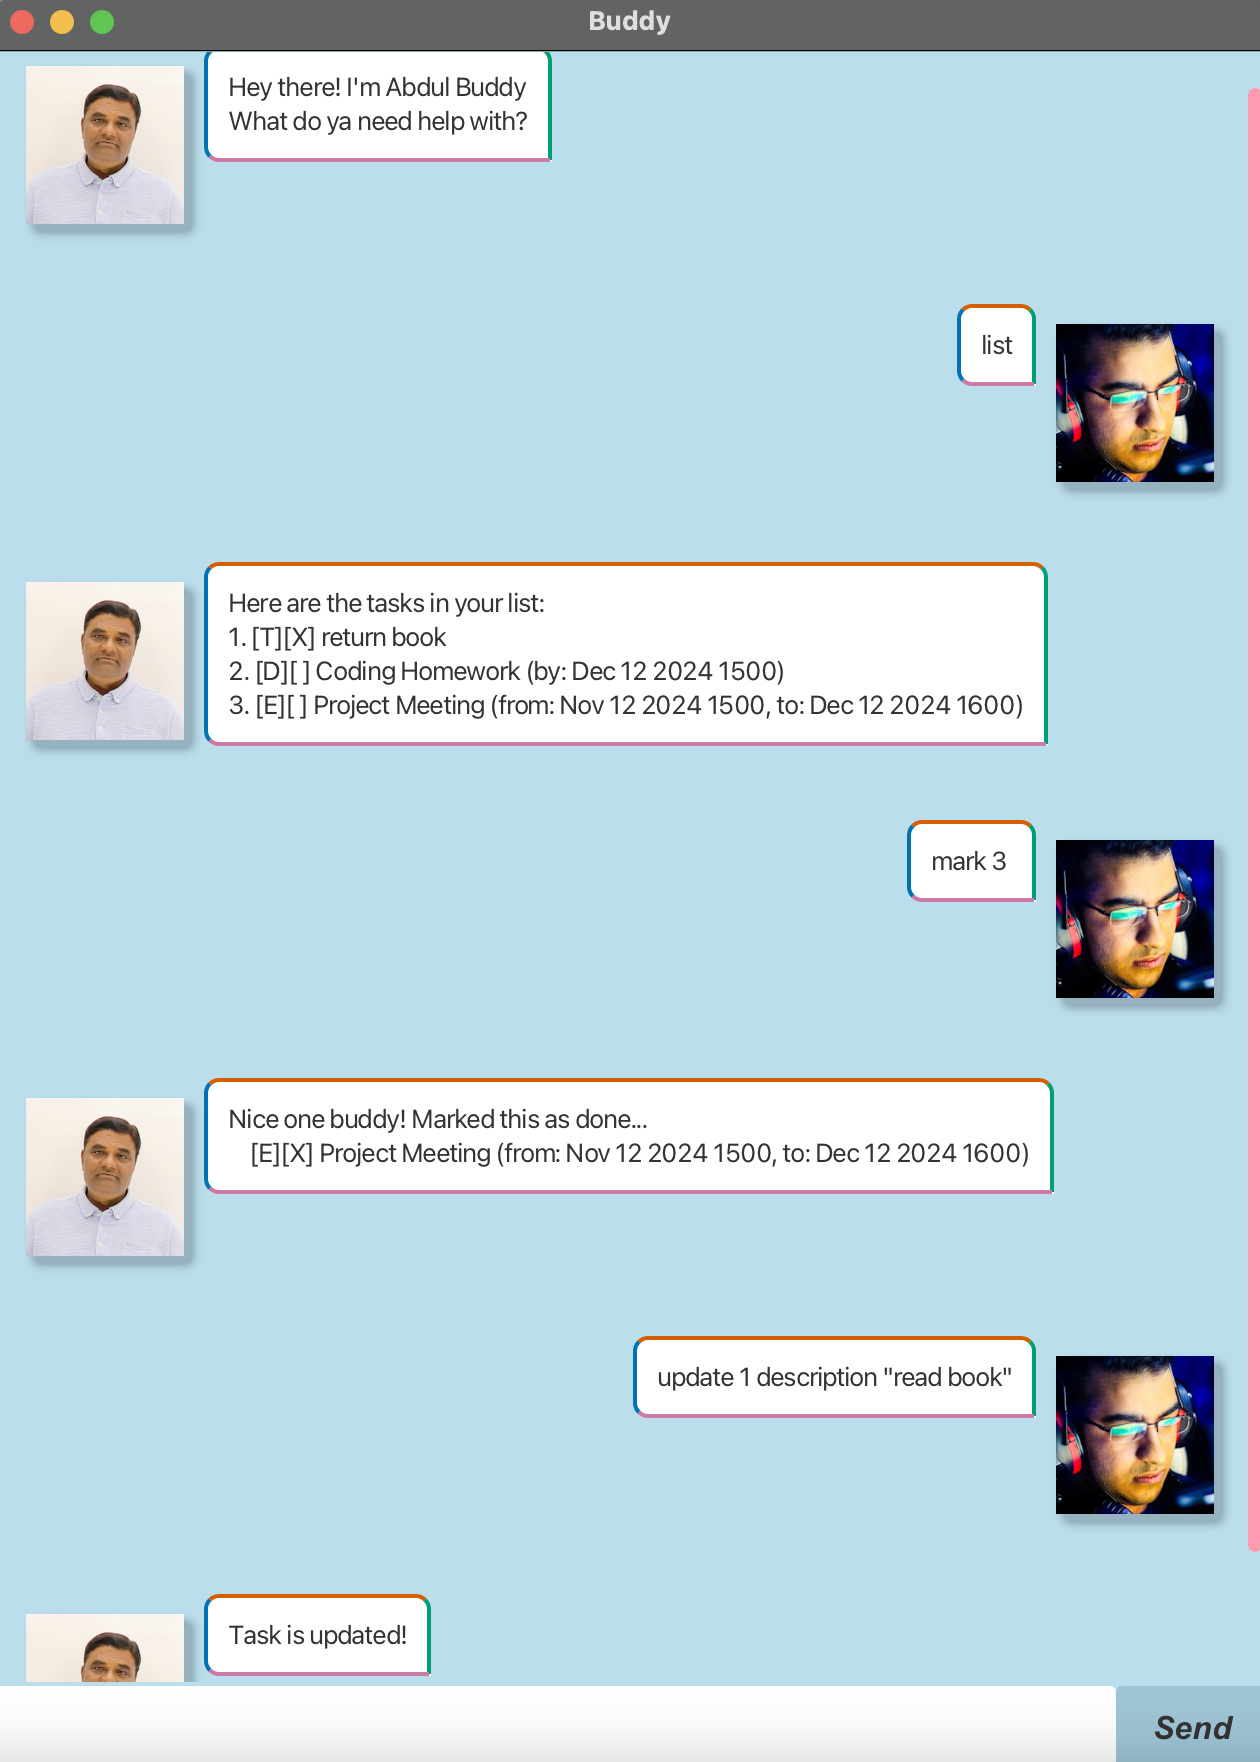 Buddy
Hey there! I'm Abdul Buddy
What do ya need help with?
list
Here are the tasks in your list:
1. [T][X] return book
2. [D][ ] Coding Homework (by: Dec 12 2024 1500)
3. [E][ ] Project Meeting (from: Nov 12 2024 1500, to: Dec 12 2024 1600)
mark 3
Nice one buddy! Marked this as done...
[E][X] Project Meeting (from: Nov 12 2024 1500, to: Dec 12 2024 1600)
update 1 description "read book"
Task is updated!
Send